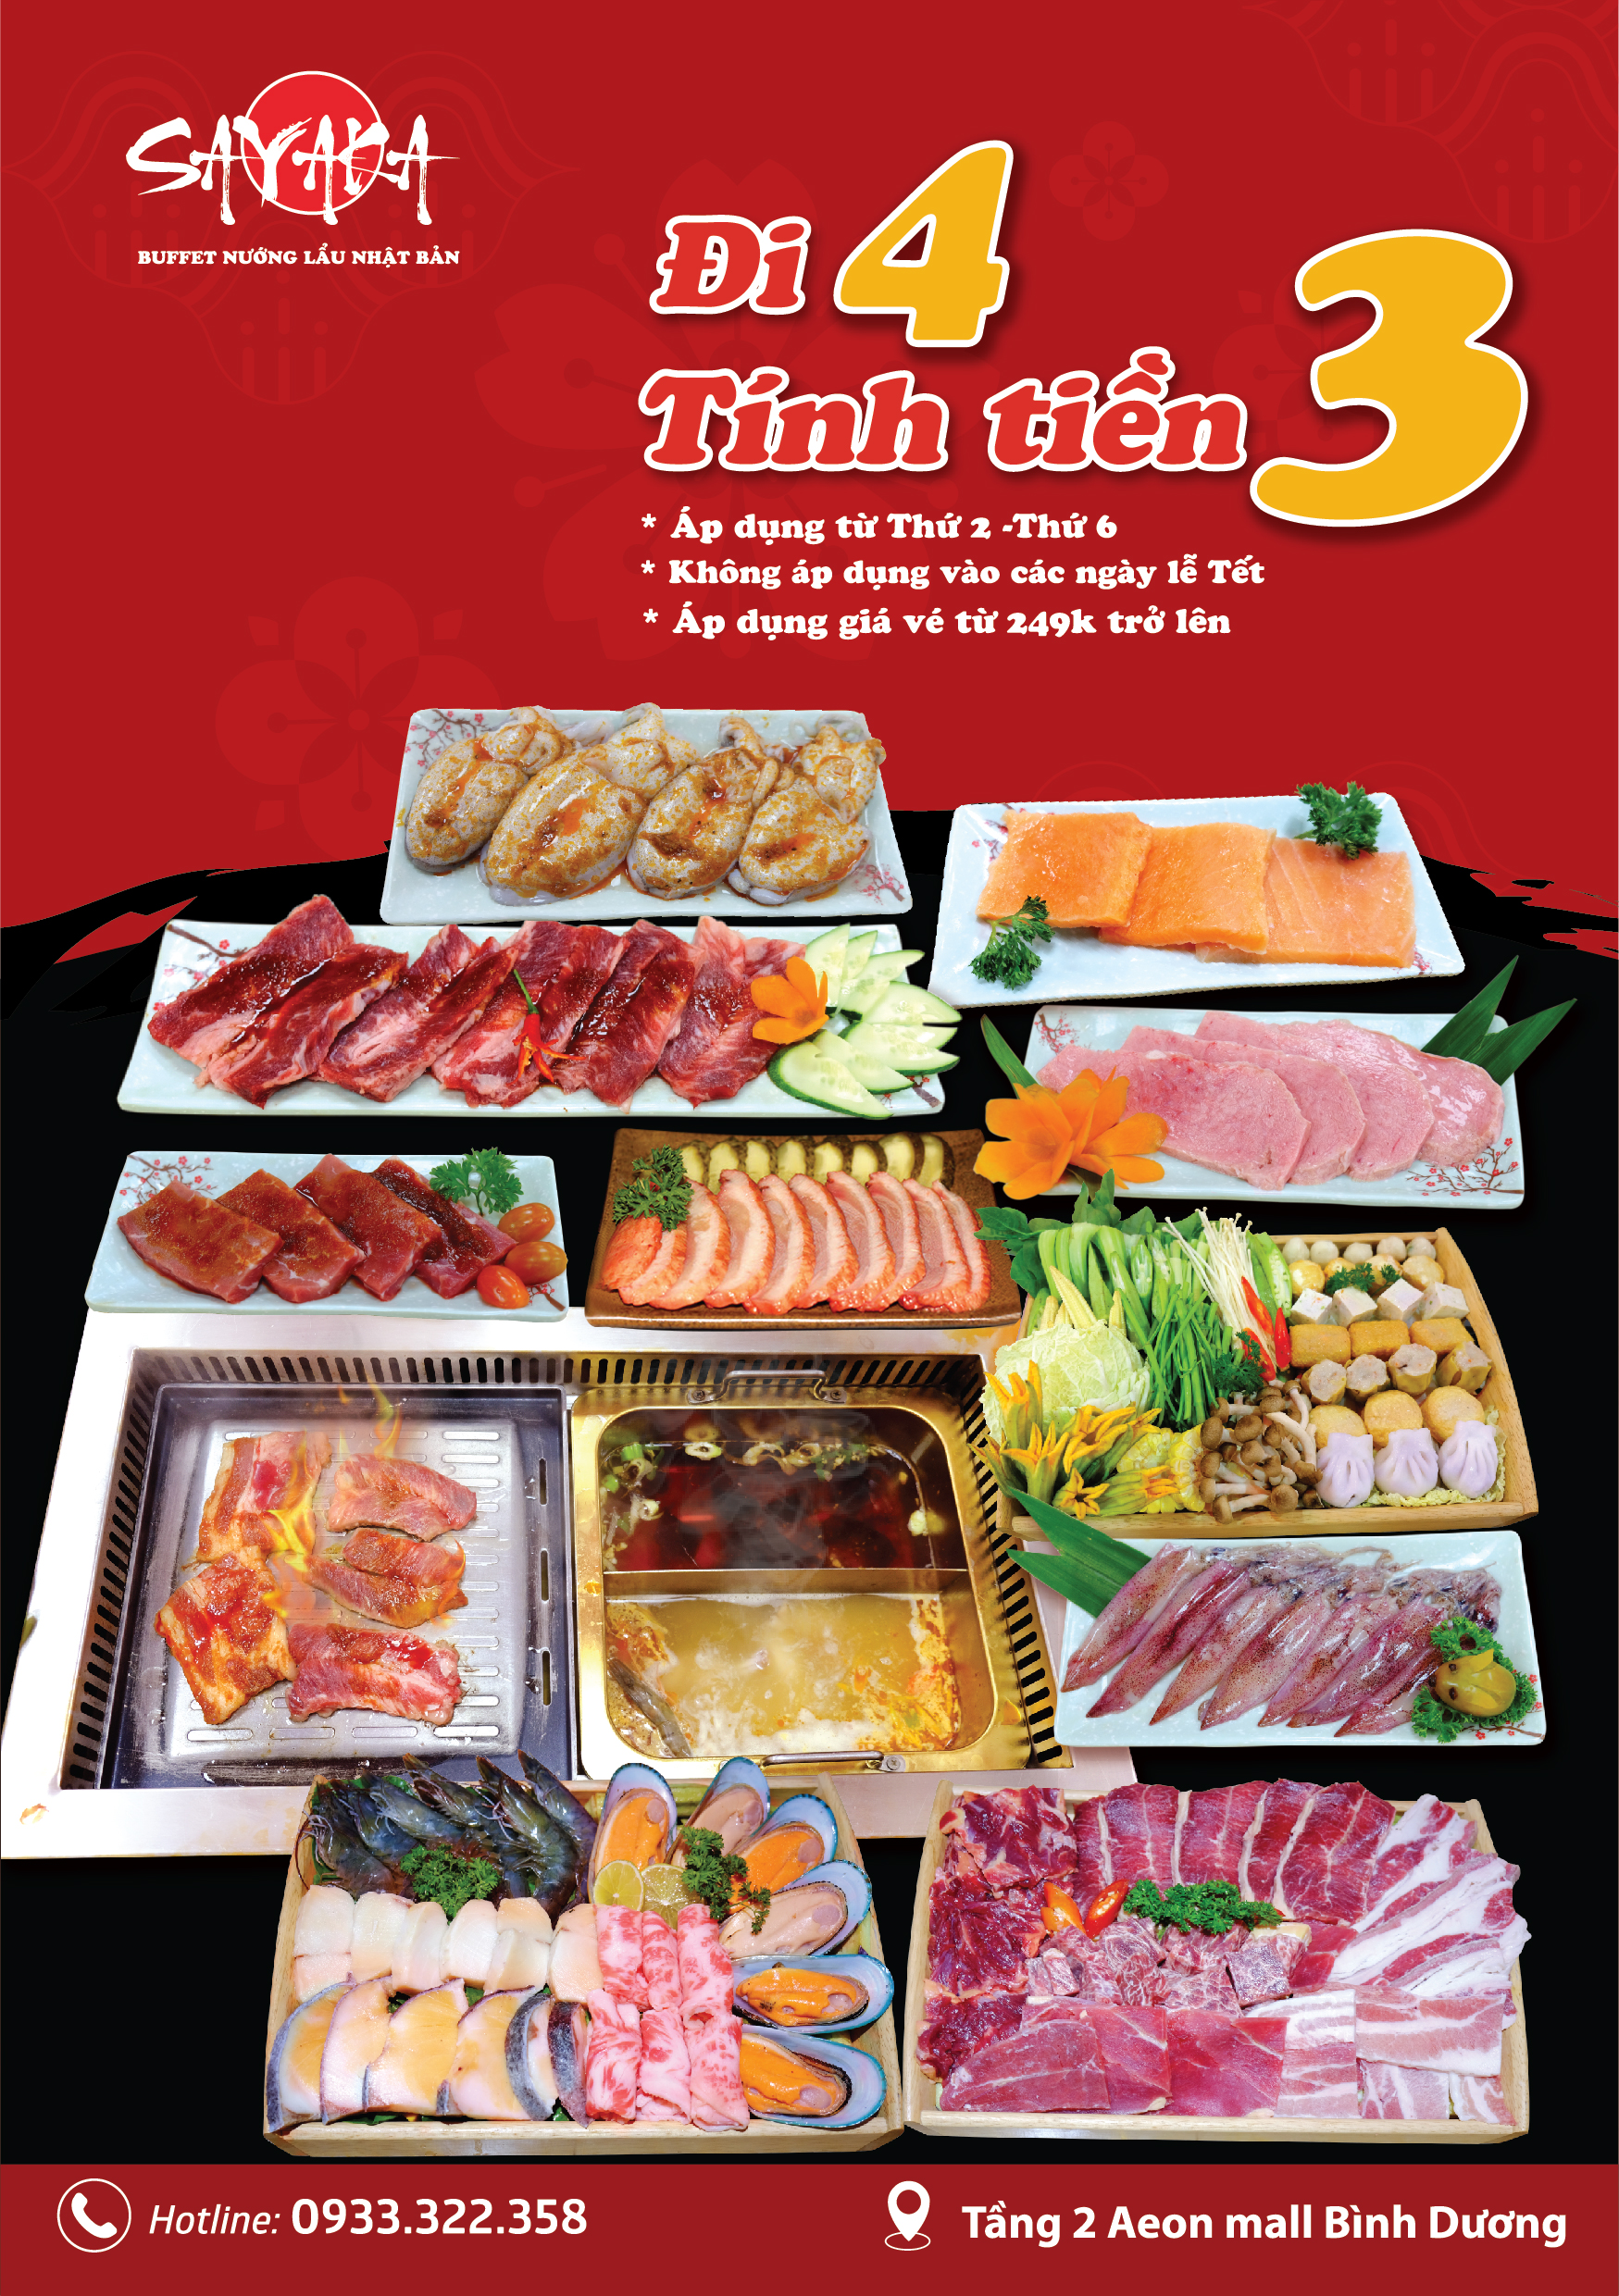 SAYAKA
BUFFET NƯỚNG LẨU NHẬT BẢN
Đi 4
Tính tiền 3
* Áp dụng từ Thứ 2 -Thứ 6
* Không áp dụng vào các ngày lễ Tết
* Áp dụng giá vé từ 249k trở lên
Hotline: 0933.322.358
Tầng 2 Aeon mall Bình Dương